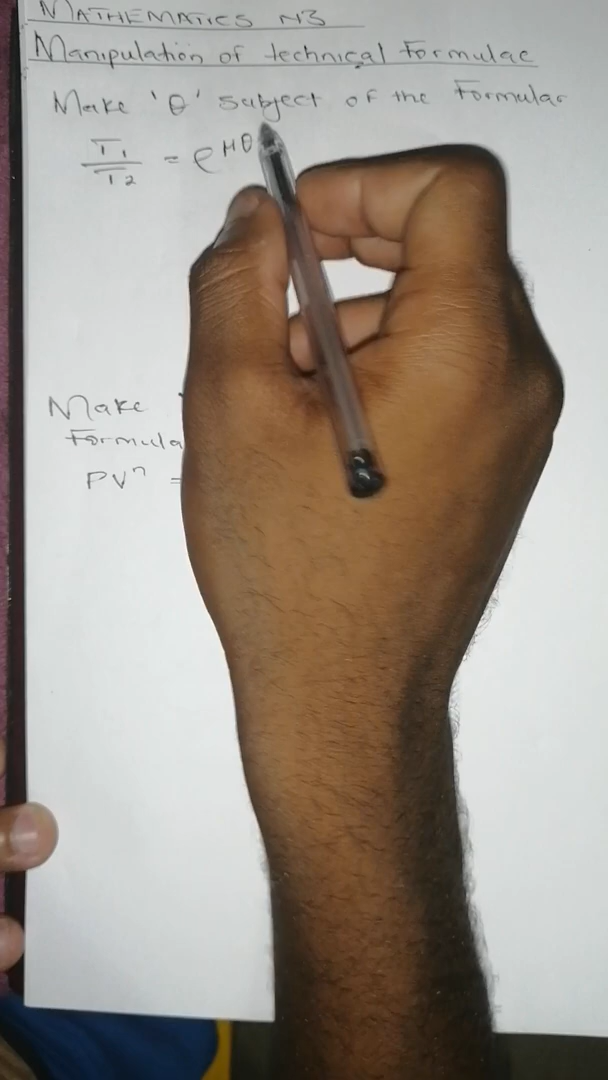 MATHEMATICS N3
Manipulation of technical Formulae
Make 'θ' subject of the Formular
T₁/T₂ = e^μθ
Make
Formula
PVⁿ =